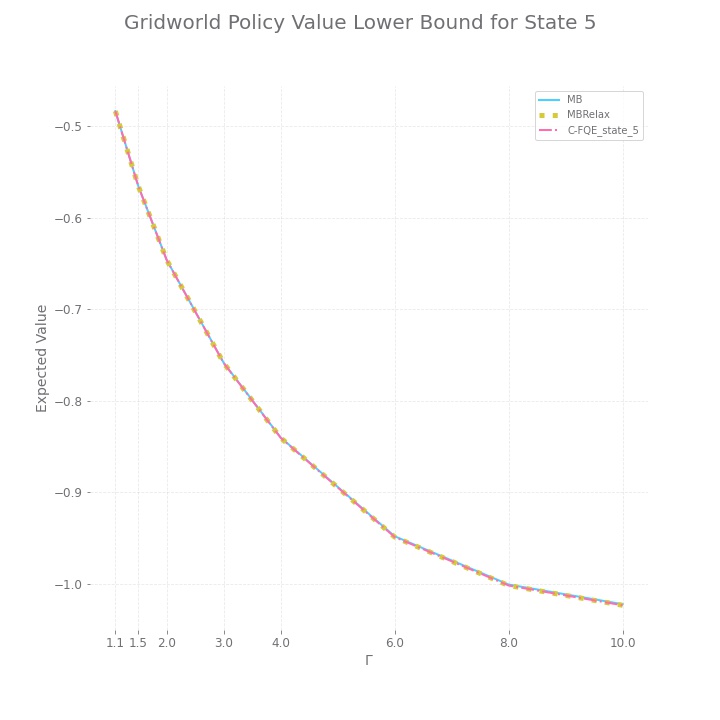 Gridworld Policy Value Lower Bound for State 5
MB
MBRelax
C-FQE_state_5
Expected Value
−0.5
−0.6
−0.7
−0.8
−0.9
−1.0
1.1 1.5 2.0 3.0 4.0 6.0 8.0 10.0
Γ